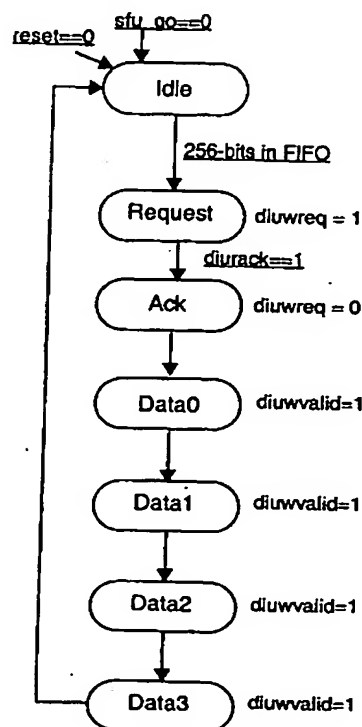 sfu_go==0
reset==0
Idle
256-bits in FIFO
Request
diuwreq = 1
diurack==1
Ack
diuwreq = 0
Data0
diuwvalid=1
Data1
diuwvalid=1
Data2
diuwvalid=1
Data3
diuwvalid=1